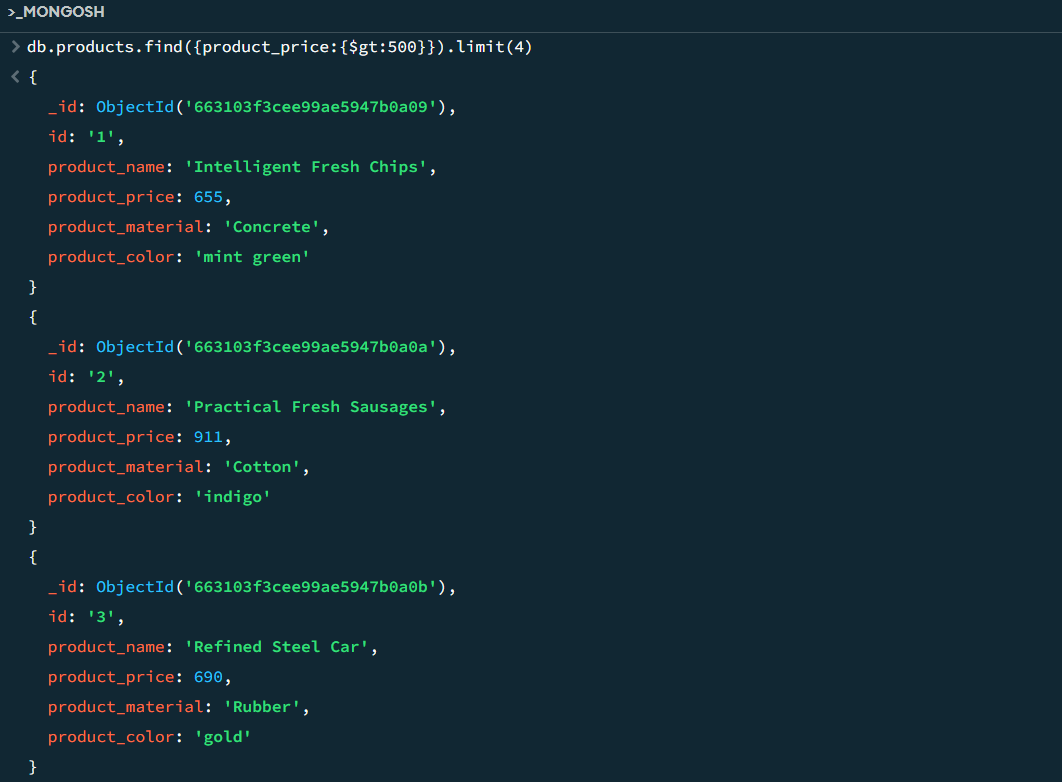 >_MONGOSH
> db.products.find({product_price:{$gt:500}}).limit(4)
< {
_id: ObjectId('663103f3cee99ae5947b0a09'),
id: '1',
product_name: 'Intelligent Fresh Chips',
product_price: 655,
product_material: 'Concrete',
product_color: 'mint green'
}
{
_id: ObjectId('663103f3cee99ae5947b0a0a'),
id: '2',
product_name: 'Practical Fresh Sausages',
product_price: 911,
product_material: 'Cotton',
product_color: 'indigo'
}
{
_id: ObjectId('663103f3cee99ae5947b0a0b'),
id: '3',
product_name: 'Refined Steel Car',
product_price: 690,
product_material: 'Rubber',
product_color: 'gold'
}